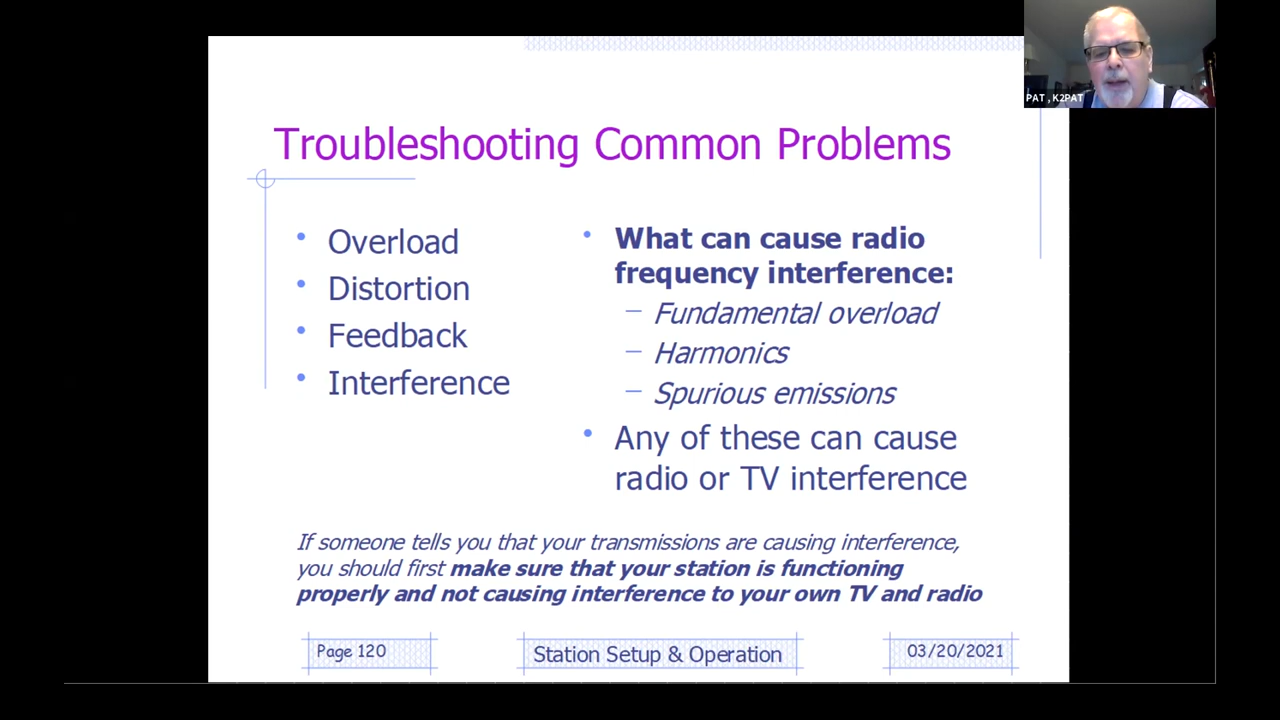 PAT , K2PAT
Troubleshooting Common Problems
• Overload
• Distortion
• Feedback
• Interference
• What can cause radio
frequency interference:
– Fundamental overload
– Harmonics
– Spurious emissions
• Any of these can cause
radio or TV interference
If someone tells you that your transmissions are causing interference,
you should first make sure that your station is functioning
properly and not causing interference to your own TV and radio
Page 120
Station Setup & Operation
03/20/2021